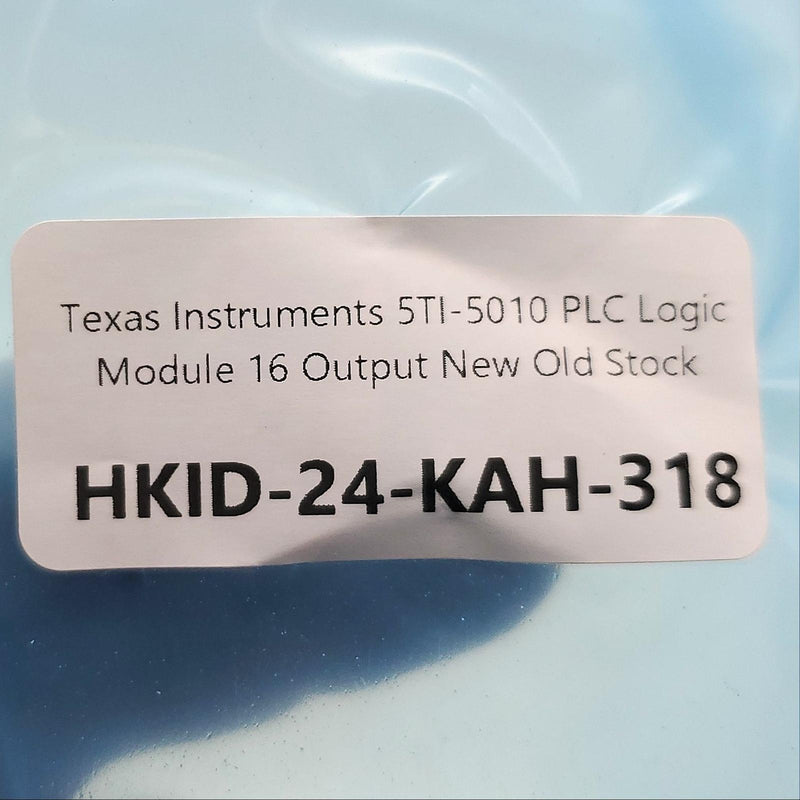 Texas Instruments 5TI-5010 PLC Logic
Module 16 Output New Old Stock
HKID-24-KAH-318